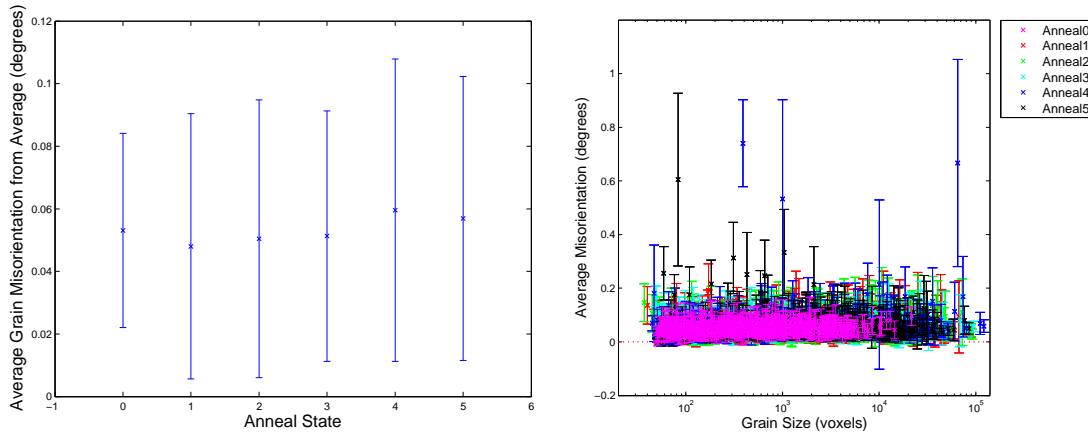 0.12
0.1
0.08
0.06
0.04
0.02
0
−1 0 1 2 3 4 5 6
Anneal State
Average Grain Misorientation from Average (degrees)
1
0.8
0.6
0.4
0.2
0
−0.2
10^2 10^3 10^4 10^5
Grain Size (voxels)
Average Misorientation (degrees)
Anneal0
Anneal1
Anneal2
Anneal3
Anneal4
Anneal5